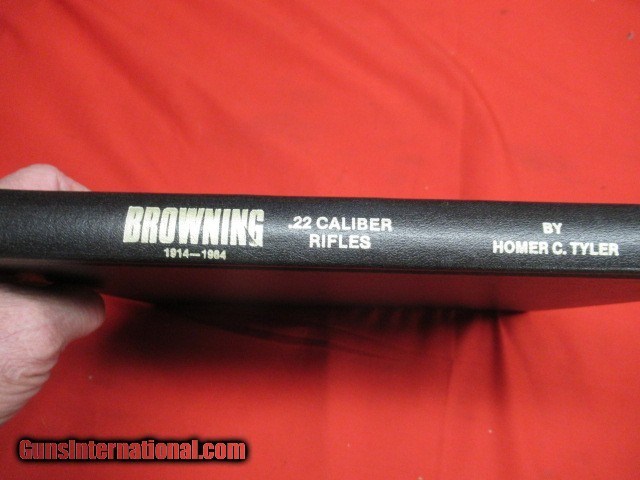 BROWNING
1914—1984
.22 CALIBER
RIFLES
BY
HOMER C. TYLER
GunsInternational.com